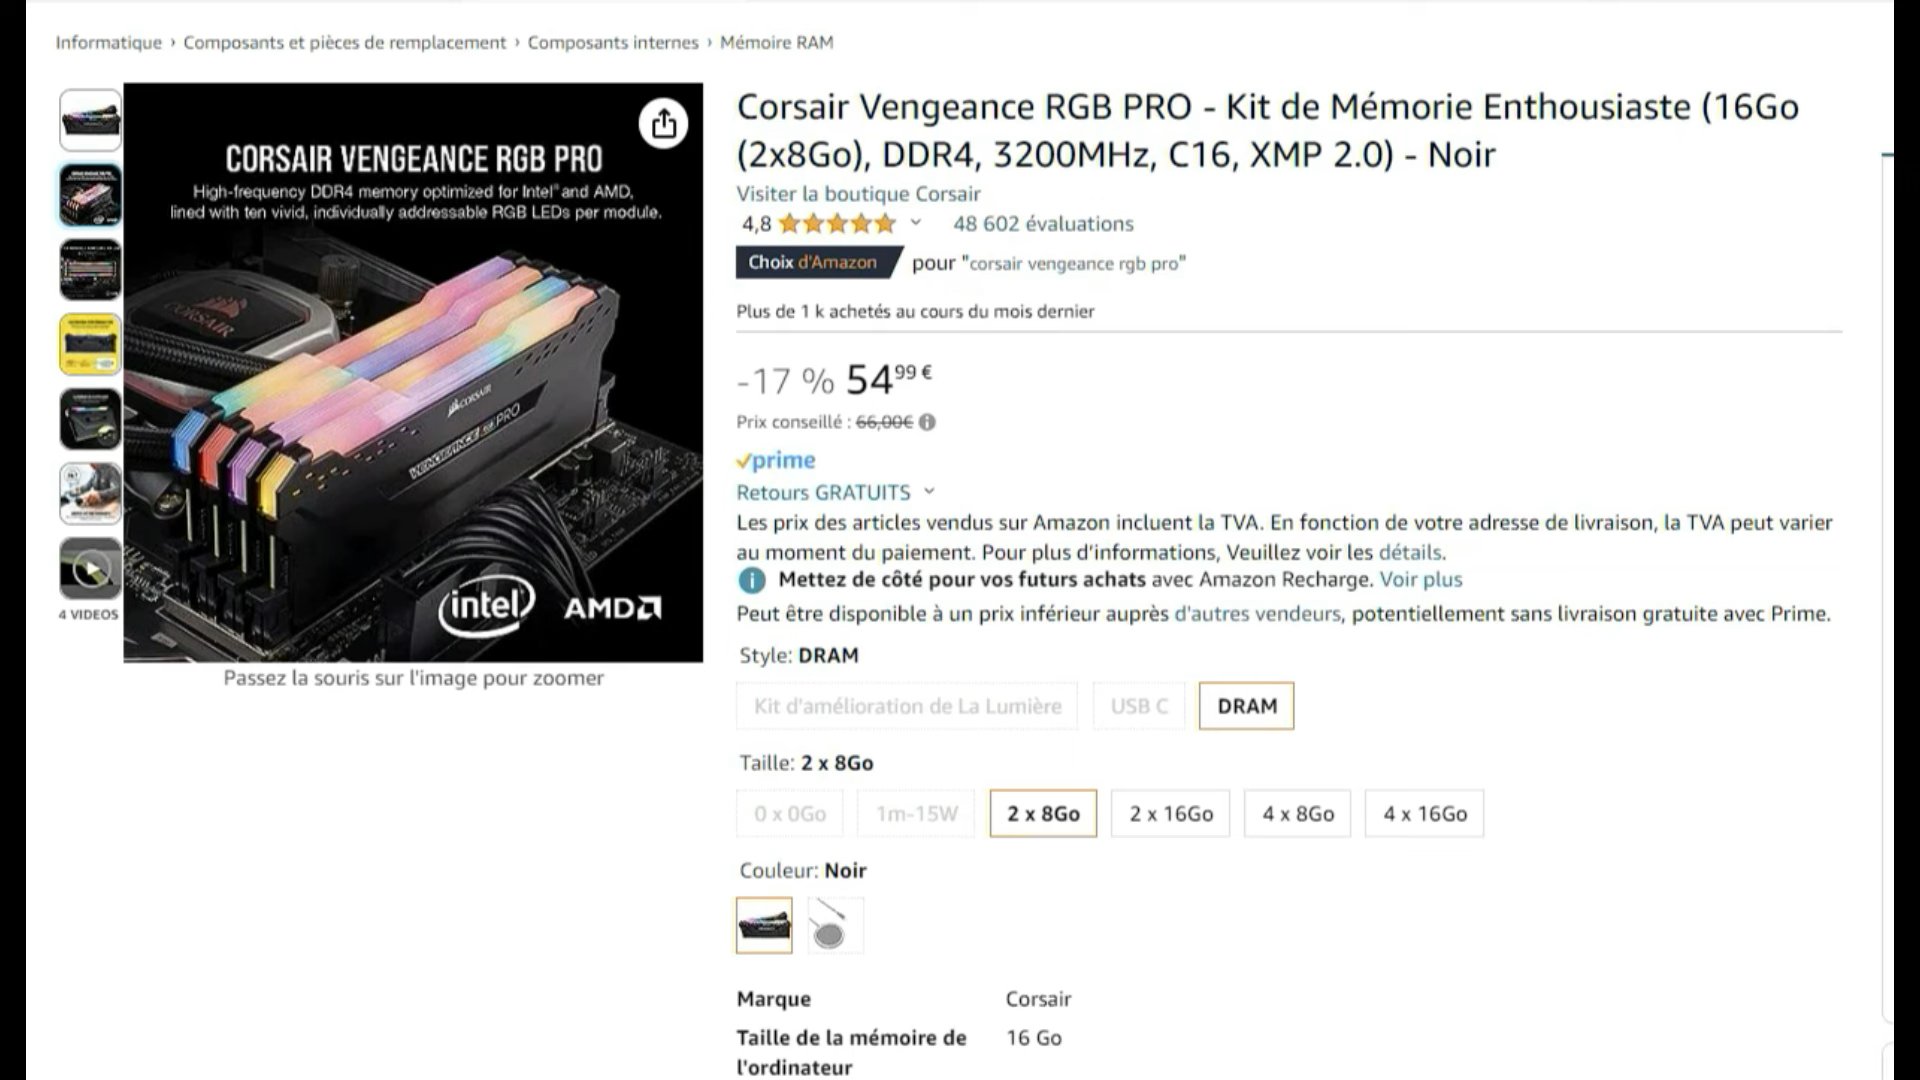 Informatique › Composants et pièces de remplacement › Composants internes › Mémoire RAM
CORSAIR VENGEANCE RGB PRO
High-frequency DDR4 memory optimized for Intel® and AMD,
lined with ten vivid, individually addressable RGB LEDs per module.
CORSAIR
CORSAIR
VENGEANCE RGB PRO
intel
AMD
4 VIDEOS
Passez la souris sur l'image pour zoomer
Corsair Vengeance RGB PRO - Kit de Mémorie Enthousiaste (16Go
(2x8Go), DDR4, 3200MHz, C16, XMP 2.0) - Noir
Visiter la boutique Corsair
4,8 48 602 évaluations
Choix d'Amazon pour "corsair vengeance rgb pro"
Plus de 1 k achetés au cours du mois dernier
-17 % 54,99 €
Prix conseillé : 66,00€
prime
Retours GRATUITS
Les prix des articles vendus sur Amazon incluent la TVA. En fonction de votre adresse de livraison, la TVA peut varier
au moment du paiement. Pour plus d'informations, Veuillez voir les détails.
Mettez de côté pour vos futurs achats avec Amazon Recharge. Voir plus
Peut être disponible à un prix inférieur auprès d'autres vendeurs, potentiellement sans livraison gratuite avec Prime.
Style: DRAM
Kit d'amélioration de La Lumière USB C DRAM
Taille: 2 x 8Go
0 x 0Go 1m-15W 2 x 8Go 2 x 16Go 4 x 8Go 4 x 16Go
Couleur: Noir
Marque Corsair
Taille de la mémoire de 16 Go
l'ordinateur